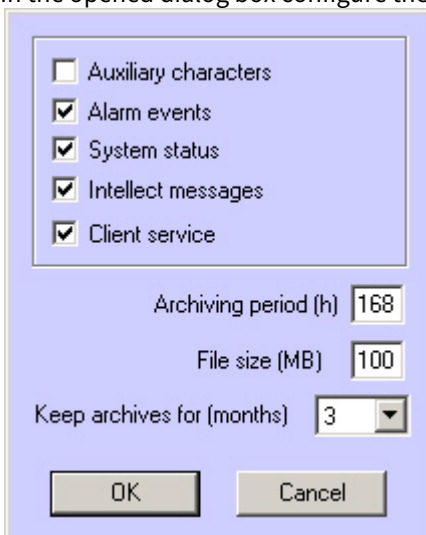 In the opened dialog box configure the
Auxiliary characters
Alarm events
System status
Intellect messages
Client service
Archiving period (h) 168
File size (MB) 100
Keep archives for (months) 3
OK Cancel